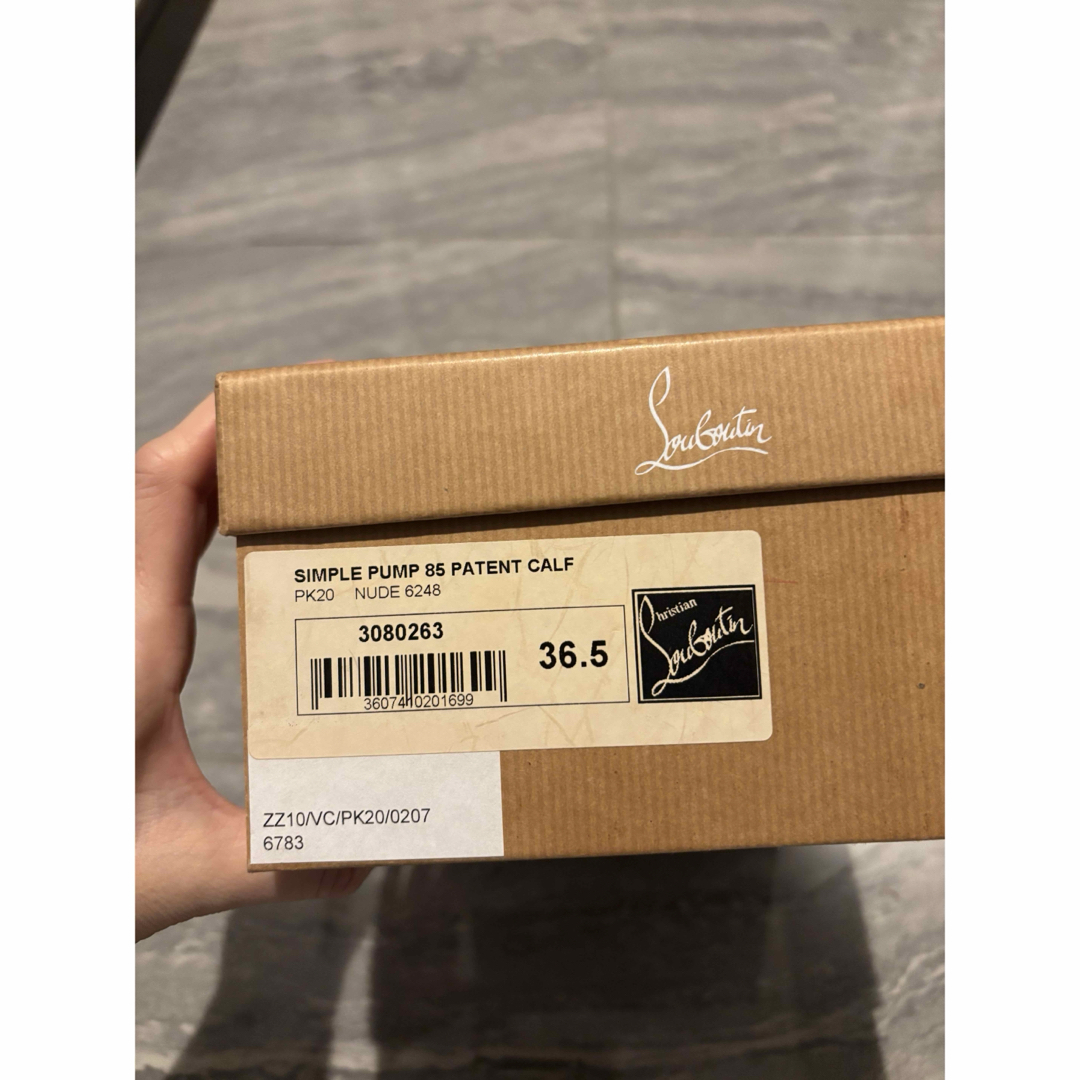 Louboutin
SIMPLE PUMP 85 PATENT CALF
PK20 NUDE 6248
3080263
36.5
3607410201699
Christian
Louboutin
ZZ10/VC/PK20/0207
6783